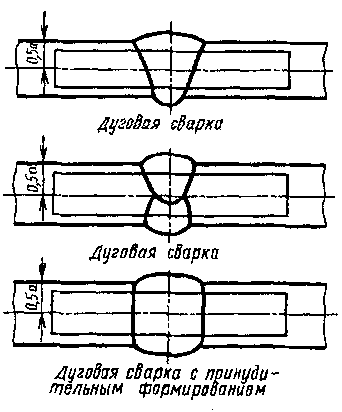 0,5a
Дуговая сварка
0,5a
Дуговая сварка
0,5a
Дуговая сварка с принуди-
тельным формированием